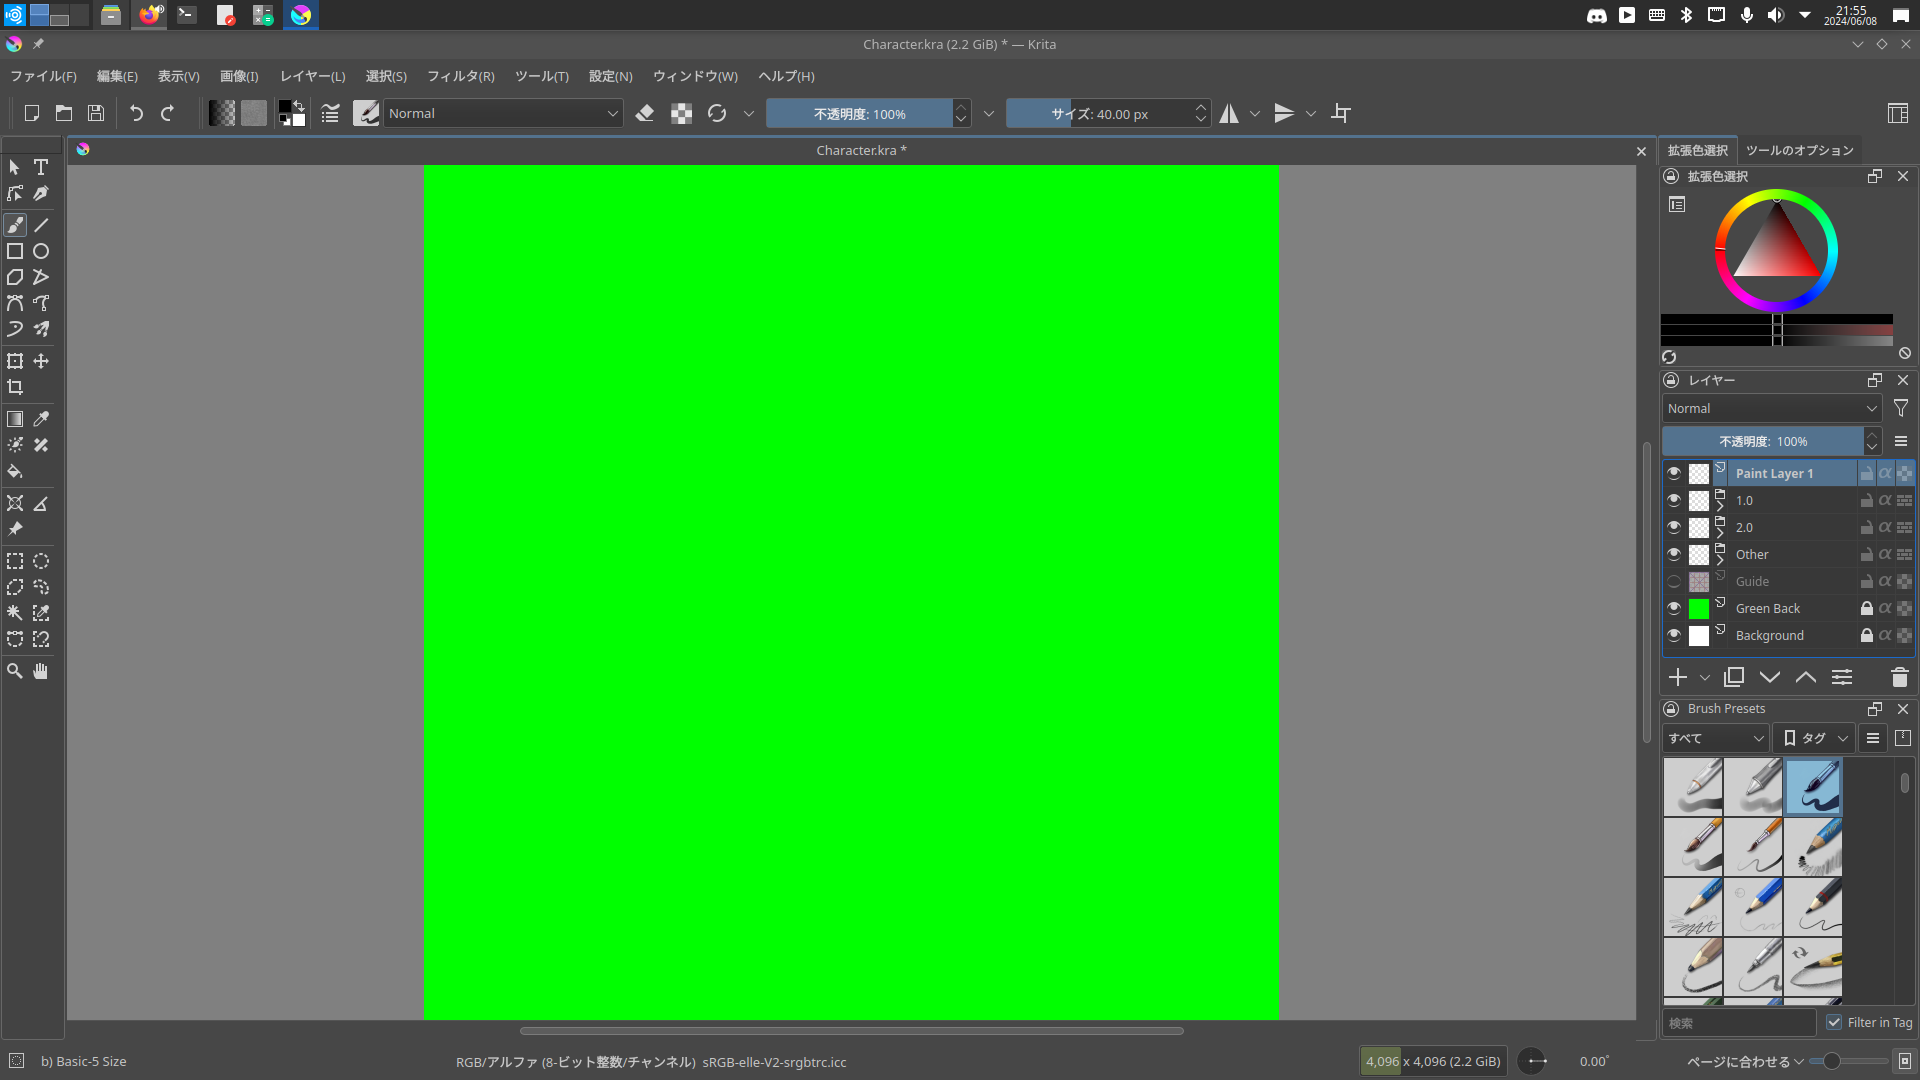 21:55
2024/06/08
Character.kra (2.2 GiB) * — Krita
ファイル(F) 編集(E) 表示(V) 画像(I) レイヤー(L) 選択(S) フィルタ(R) ツール(T) 設定(N) ウィンドウ(W) ヘルプ(H)
Normal 不透明度: 100% サイズ: 40.00 px
Character.kra *
拡張色選択 ツールのオプション
拡張色選択
レイヤー
Normal
不透明度: 100%
Paint Layer 1
1.0
2.0
Other
Guide
Green Back
Background
Brush Presets
すべて タグ
検索 Filter in Tag
b) Basic-5 Size RGB/アルファ (8-ビット整数/チャンネル) sRGB-elle-V2-srgbtrc.icc 4,096 x 4,096 (2.2 GiB) 0.00° ページに合わせる